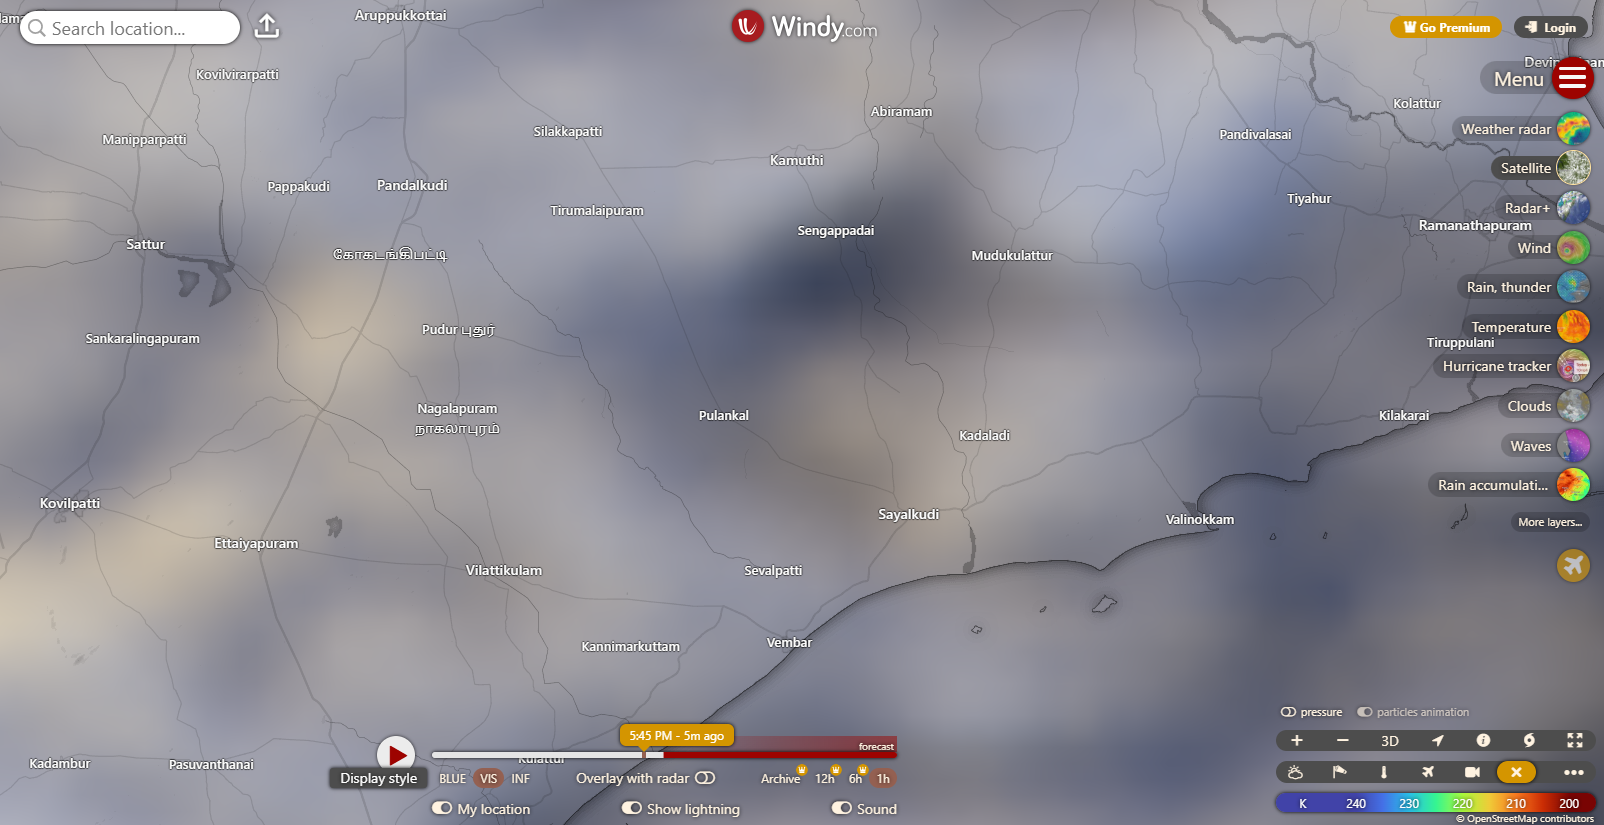 Aruppukkottai
Search location...
Windy.com
Go Premium
Login
Kovilvirarpatti
Menu
Kolattur
Abiramam
Manipparpatti
Silakkapatti
Pandivalasai
Weather radar
Kamuthi
Satellite
Pappakudi
Pandalkudi
Tiyahur
Radar+
Tirumalaipuram
Sengappadai
Ramanathapuram
Sattur
கோகடங்கிபட்டி
Mudukulattur
Wind
Rain, thunder
Pudur புதுர்
Temperature
Sankaralingapuram
Tiruppulani
Hurricane tracker
Nagalapuram
நாகலாபுரம்
Pulankal
Clouds
Kilakarai
Kadaladi
Waves
Rain accumulati...
Kovilpatti
Sayalkudi
Valinokkam
More layers...
Ettaiyapuram
Vilattikulam
Sevalpatti
Kannimarkuttam
Vembar
pressure
particles animation
5:45 PM - 5m ago
forecast
3D
Kadambur
Pasuvanthanai
Kulattur
Display style
BLUE VIS INF
Overlay with radar
Archive 12h 6h 1h
My location
Show lightning
Sound
K 240 230 220 210 200
© OpenStreetMap contributors